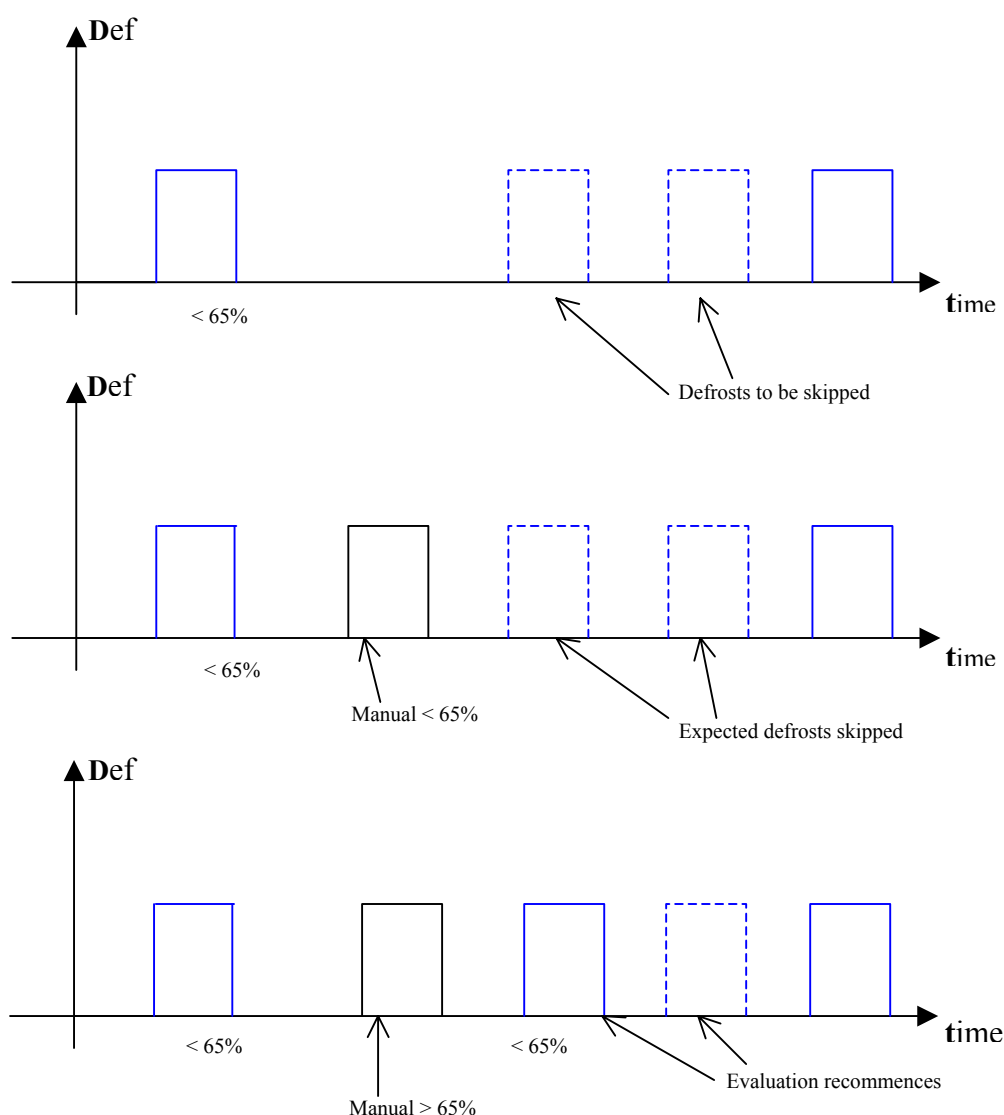 Def
time
< 65%
Defrosts to be skipped
Def
time
< 65%
Manual < 65%
Expected defrosts skipped
Def
time
< 65%
< 65%
Evaluation recommences
Manual > 65%